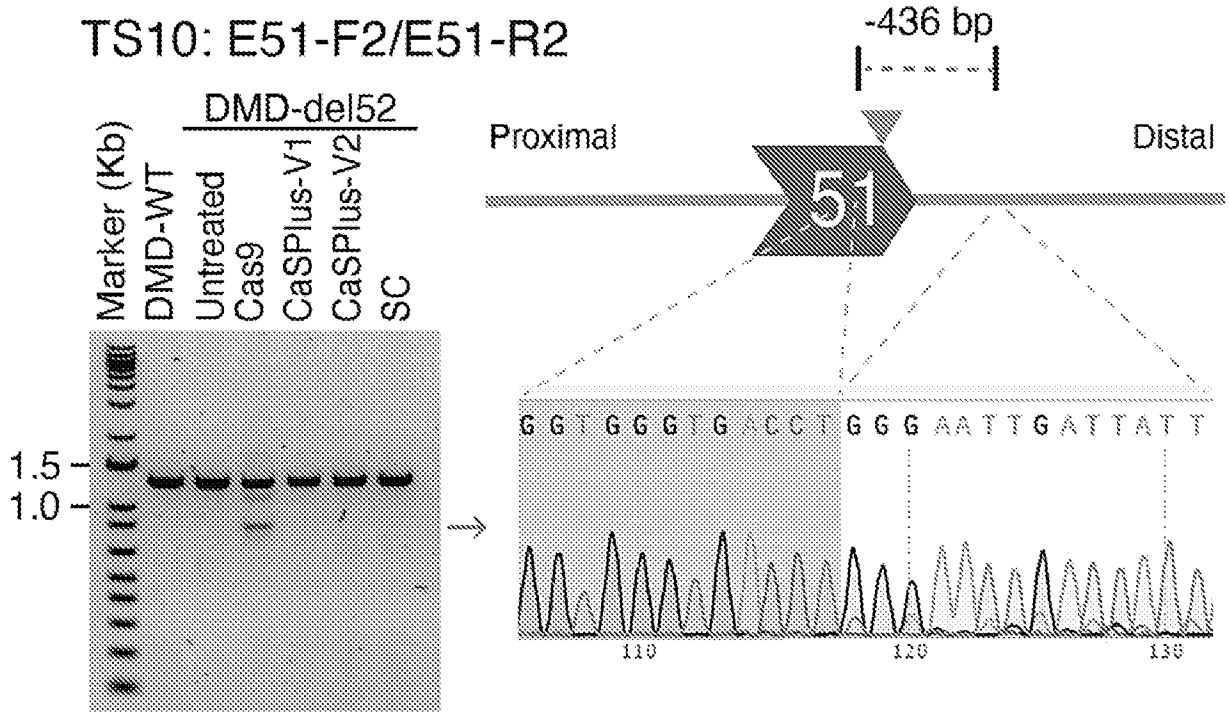 TS10: E51-F2/E51-R2
DMD-del52
Marker (Kb)
DMD-WT
Untreated
Cas9
CaSPlus-V1
CaSPlus-V2
SC
1.5
1.0
-436 bp
Proximal
Distal
51
G G T G G G T G A C C T G G G A A T T G A T T A T T
110 120 130